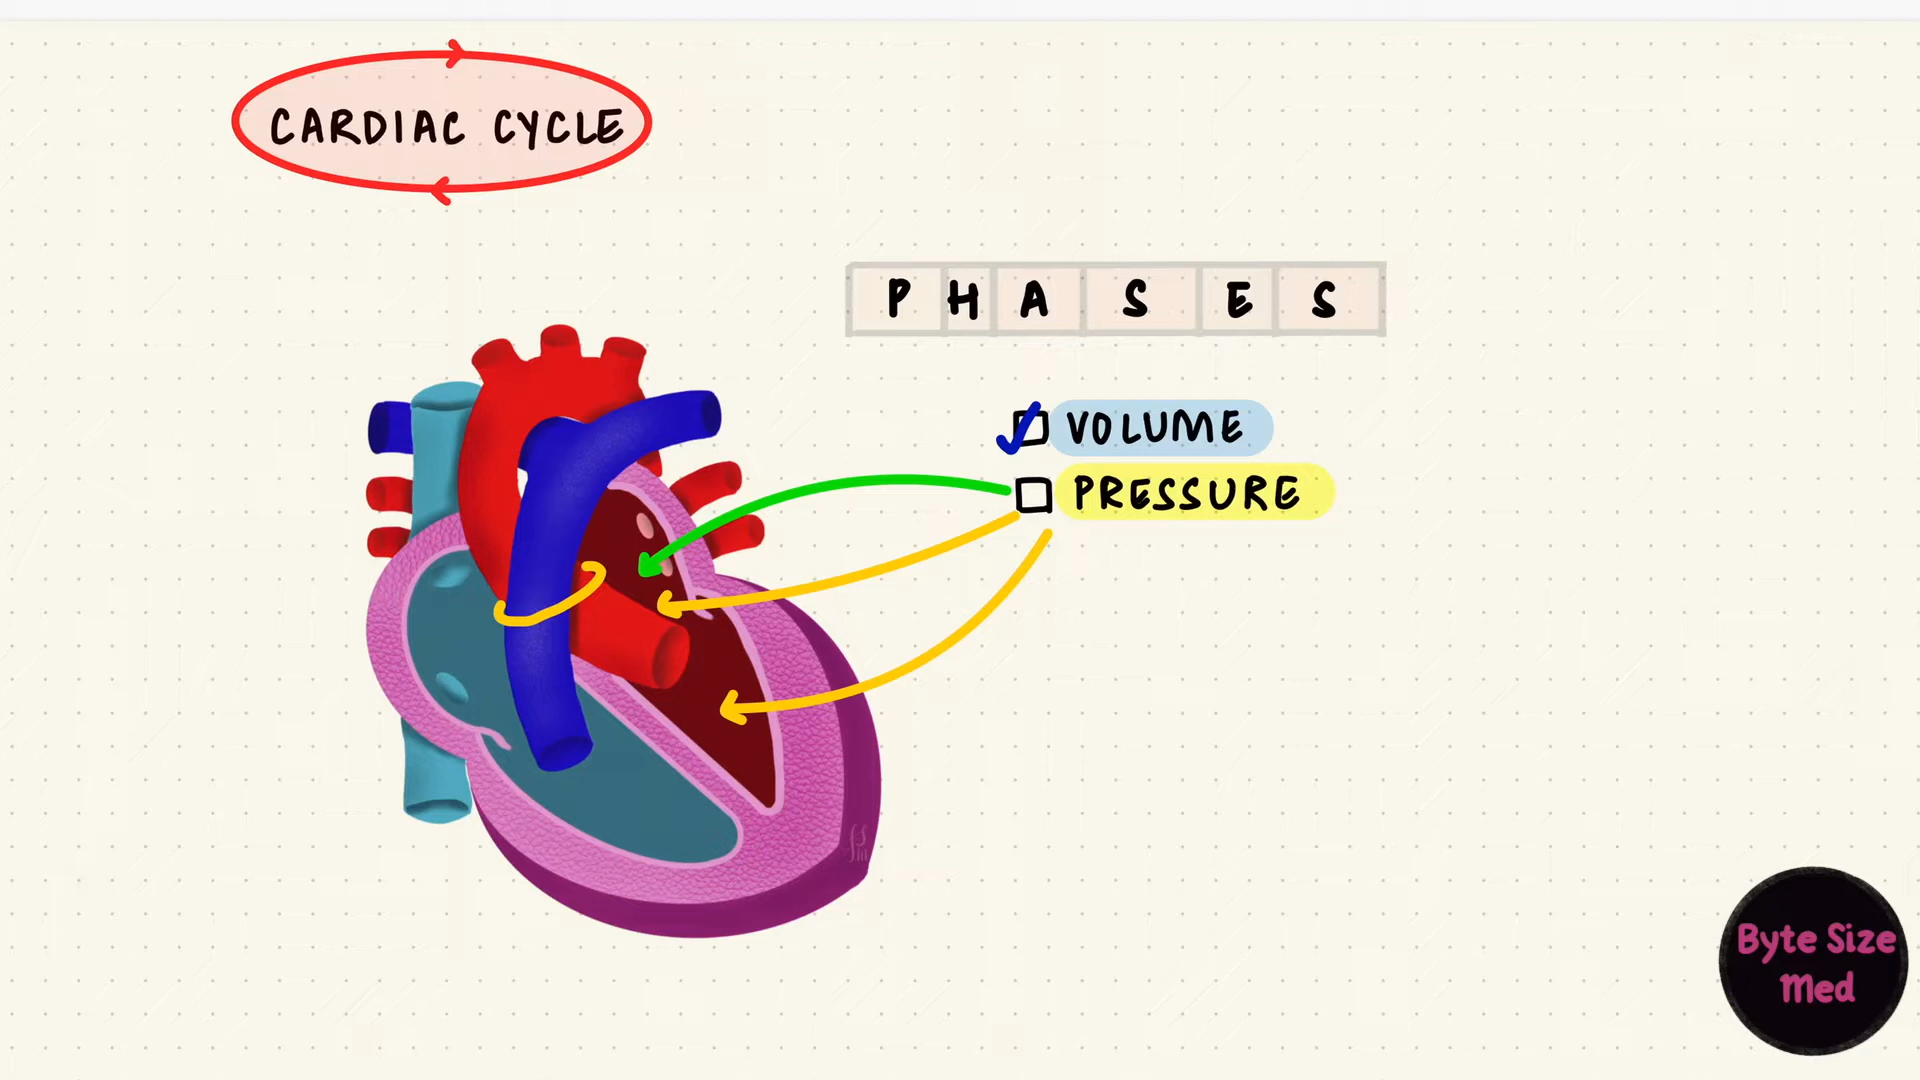 CARDIAC CYCLE
P H A S E S
VOLUME
PRESSURE
Byte Size
Med